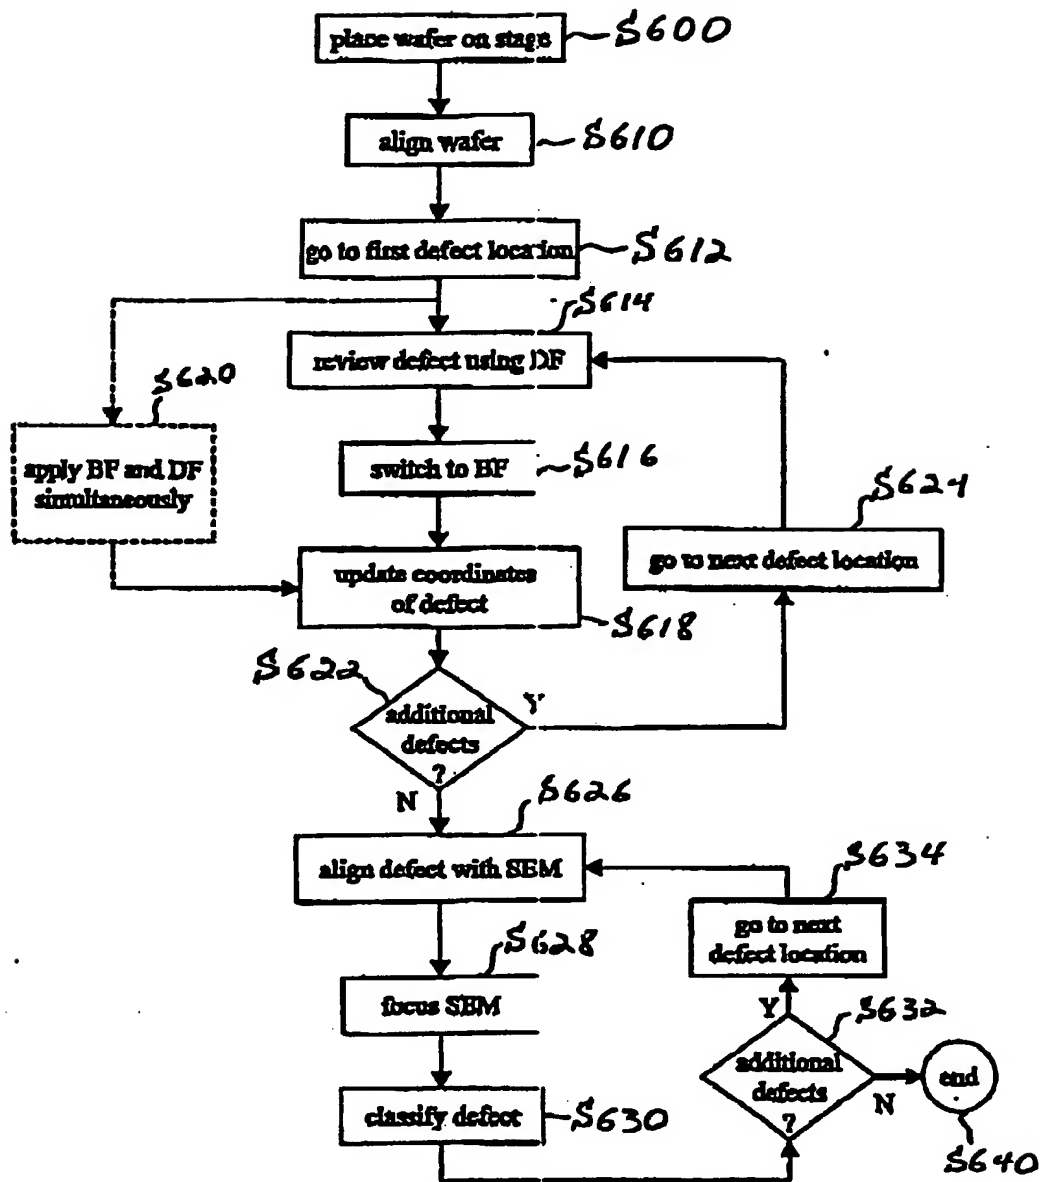 place wafer on stage S600
align wafer S610
go to first defect location S612
S614
review defect using DF
S620
apply BF and DF
simultaneously
switch to BF S616
S624
go to next defect location
update coordinates
of defect
S618
S622
additional
defects
?
Y
N
S626
align defect with SEM
S634
go to next
defect location
S628
focus SEM
Y
S632
additional
defects
?
N
end
classify defect S630
S640